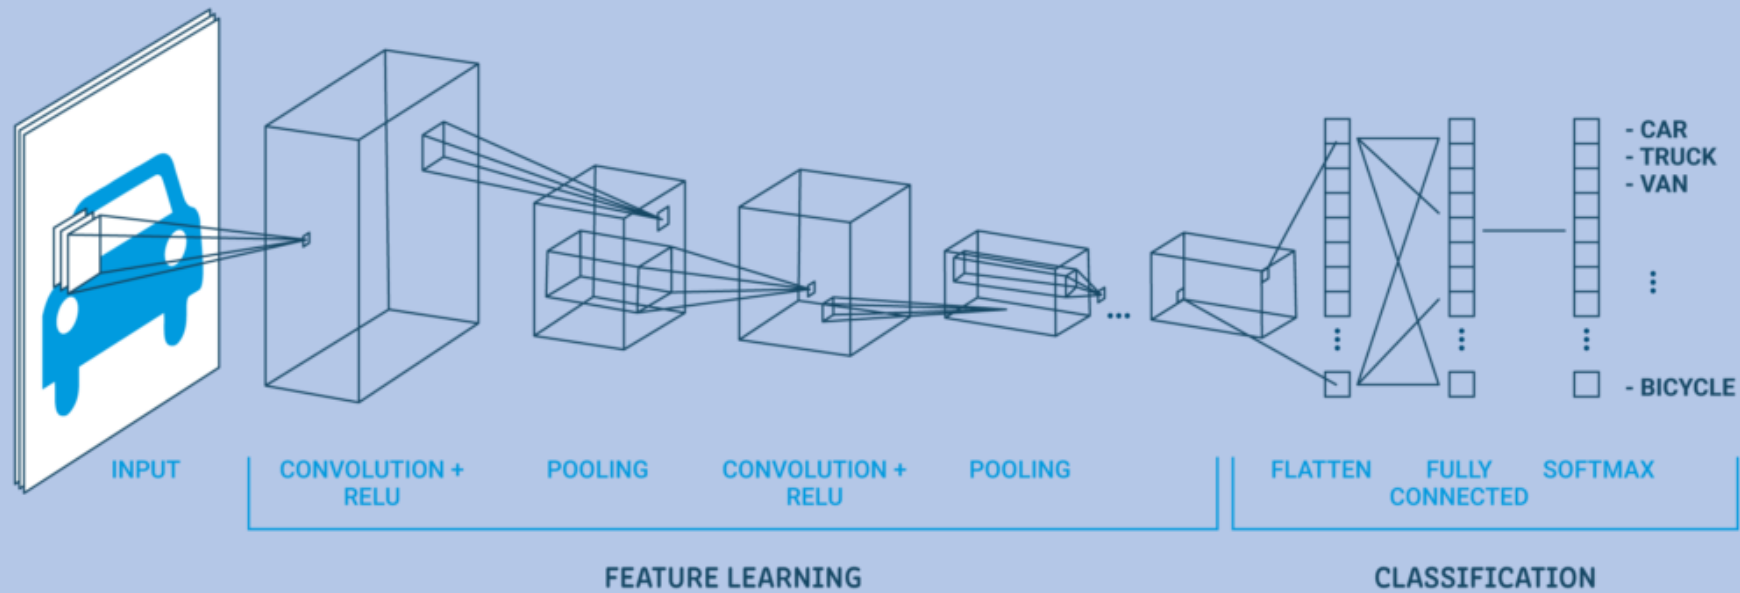 - CAR
- TRUCK
- VAN
- BICYCLE
INPUT
CONVOLUTION +
RELU
POOLING
CONVOLUTION +
RELU
POOLING
FLATTEN
FULLY
CONNECTED
SOFTMAX
FEATURE LEARNING
CLASSIFICATION